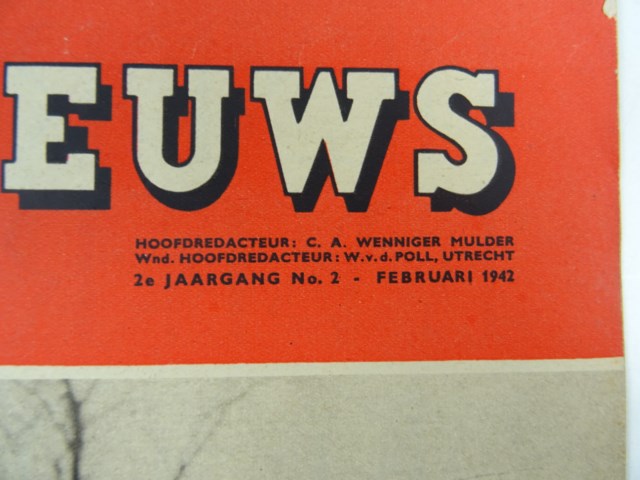 EUWS
HOOFDREDACTEUR: C. A. WENNIGER MULDER
Wnd. HOOFDREDACTEUR: W.v.d. POLL, UTRECHT
2e JAARGANG No. 2 - FEBRUARI 1942